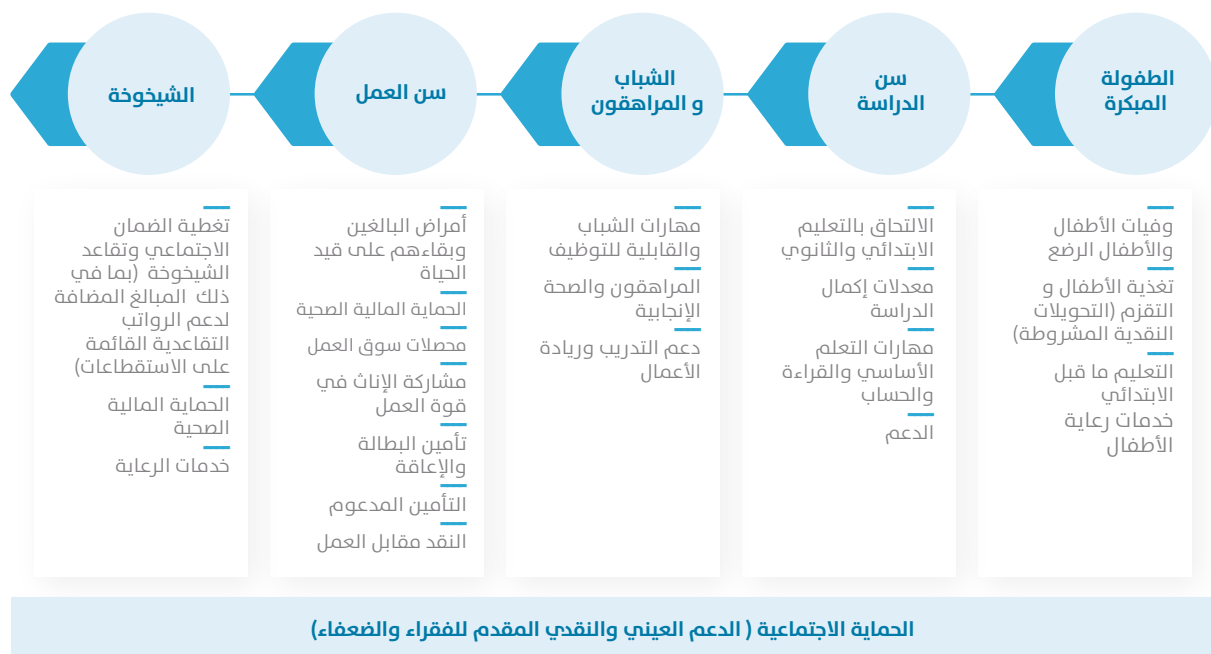 الطفولة
المبكرة
سن
الدراسة
الشباب
و المراهقون
سن العمل
الشيخوخة
وفيات الأطفال
والأطفال الرضع
تغذية الأطفال و
التقزم (التحويلات
النقدية المشروطة)
التعليم ما قبل
الابتدائي
خدمات رعاية
الأطفال
الالتحاق بالتعليم
الابتدائي والثانوي
معدلات إكمال
الدراسة
مهارات التعلم
الأساسي والقراءة
والحساب
الدعم
مهارات الشباب
والقابلية للتوظيف
المراهقون والصحة
الإنجابية
دعم التدريب وريادة
الأعمال
أمراض البالغين
وبقاءهم على قيد
الحياة
الحماية المالية الصحية
محصلات سوق العمل
مشاركة الإناث في
قوة العمل
تأمين البطالة
والإعاقة
التأمين المدعوم
النقد مقابل العمل
تغطية الضمان
الاجتماعي وتقاعد
الشيخوخة (بما في
ذلك المبالغ المضافة
لدعم الرواتب
التقاعدية القائمة
على الاستقطاعات)
الحماية المالية
الصحية
خدمات الرعاية
الحماية الاجتماعية ( الدعم العيني والنقدي المقدم للفقراء والضعفاء)